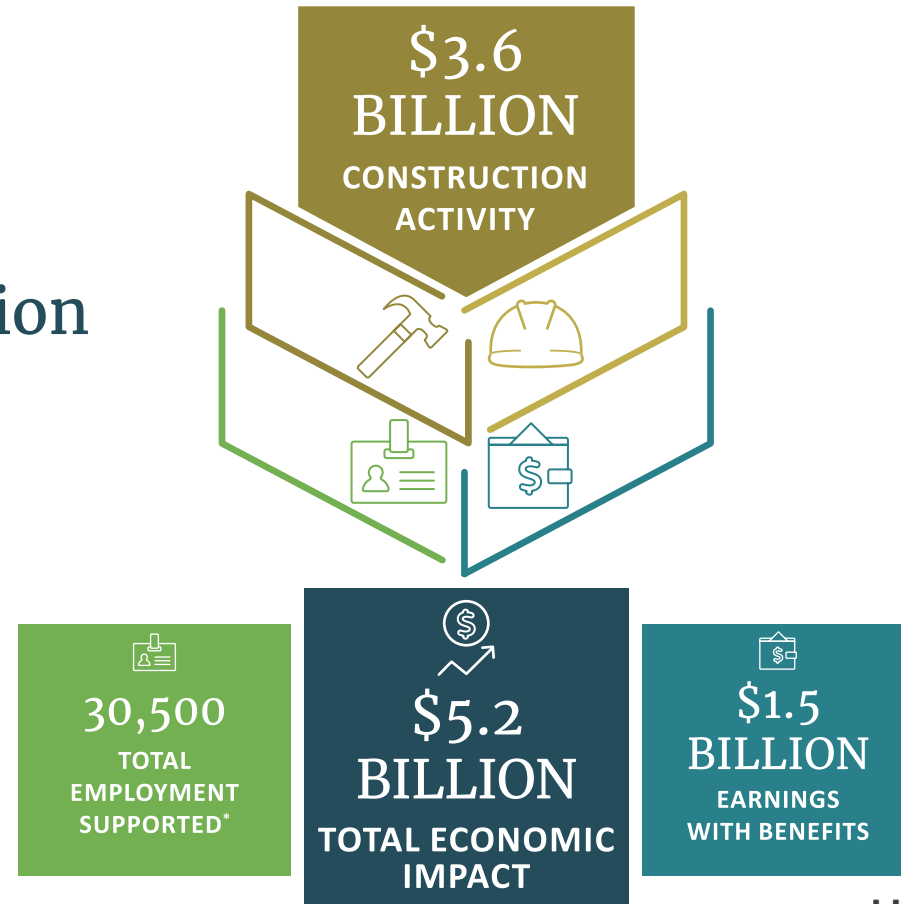 $3.6
BILLION
CONSTRUCTION
ACTIVITY
$
30,500
TOTAL
EMPLOYMENT
SUPPORTED*
$
$5.2
BILLION
TOTAL ECONOMIC
IMPACT
$
$1.5
BILLION
EARNINGS
WITH BENEFITS